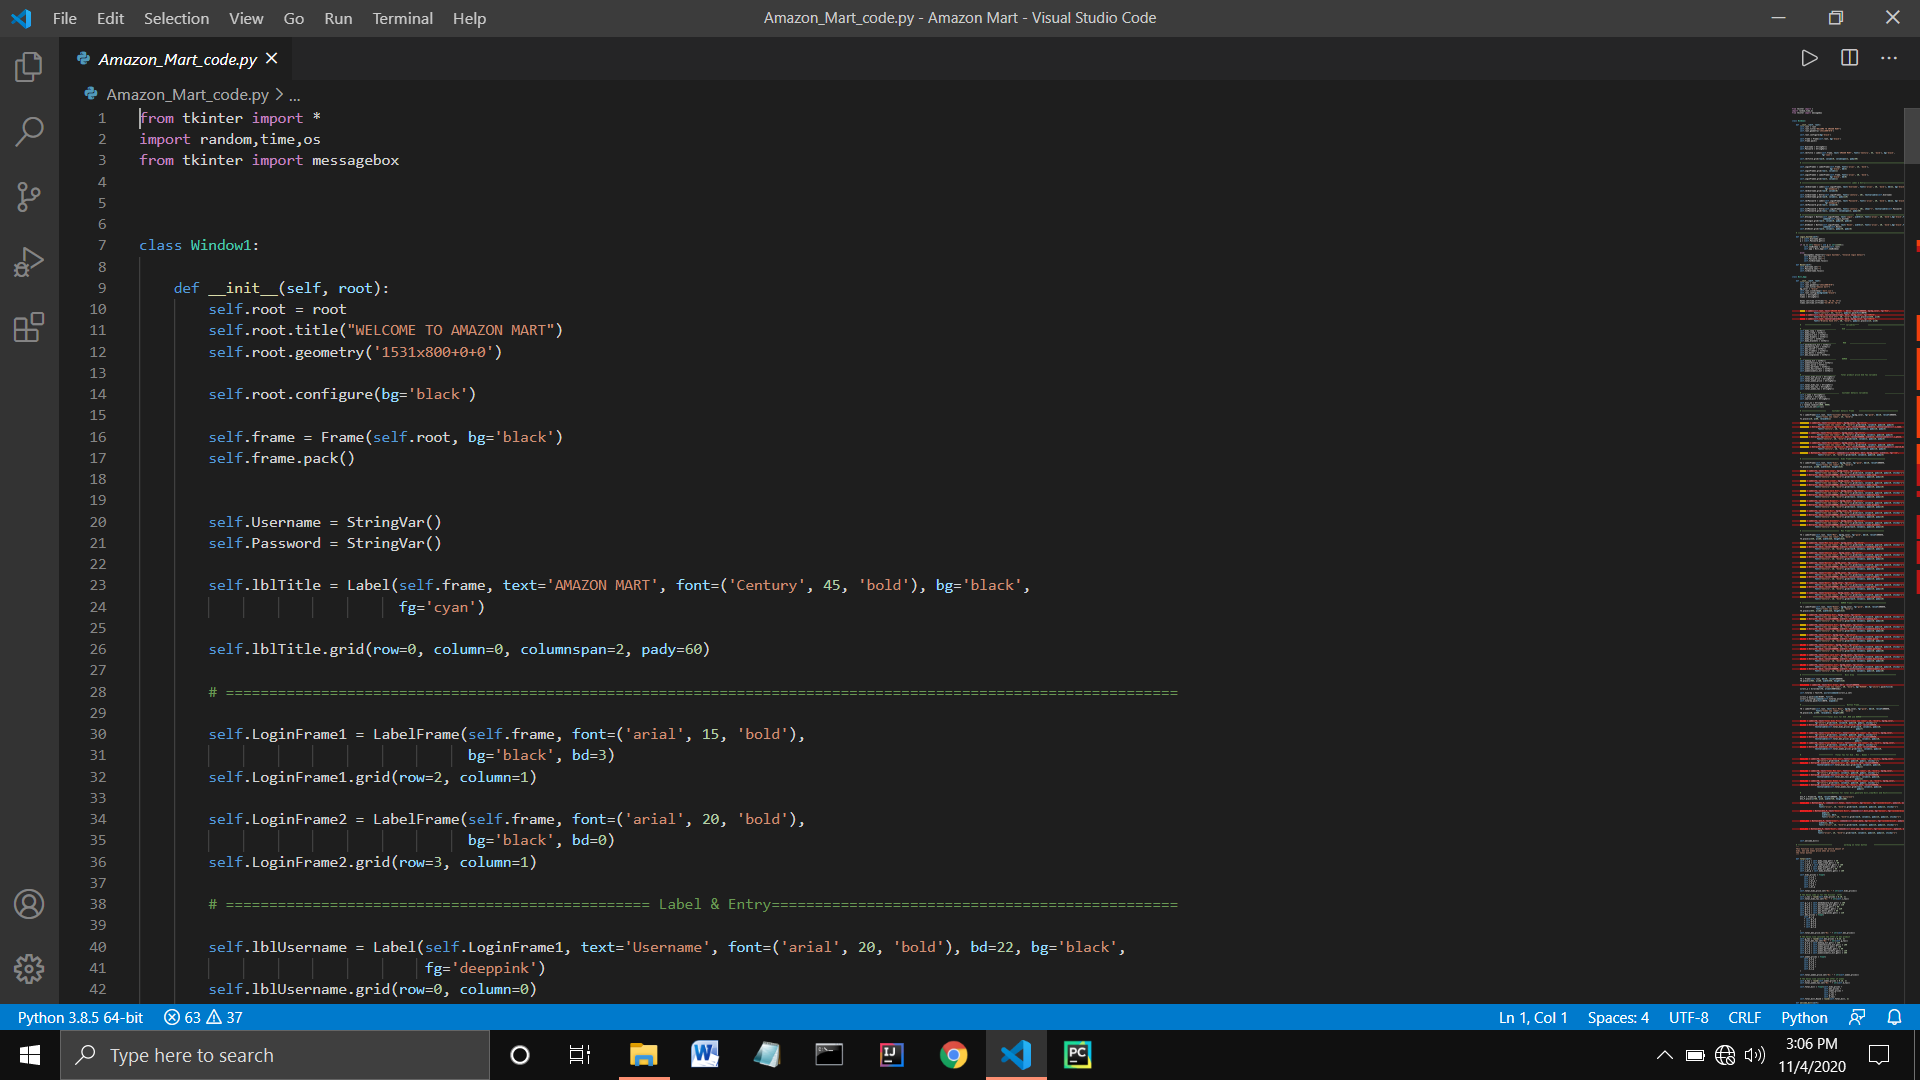 File Edit Selection View Go Run Terminal Help
Amazon_Mart_code.py - Amazon Mart - Visual Studio Code
Amazon_Mart_code.py
Amazon_Mart_code.py > ...
1 from tkinter import *
2 import random,time,os
3 from tkinter import messagebox
4
5
6
7 class Window1:
8
9 def __init__(self, root):
10 self.root = root
11 self.root.title("WELCOME TO AMAZON MART")
12 self.root.geometry('1531x800+0+0')
13
14 self.root.configure(bg='black')
15
16 self.frame = Frame(self.root, bg='black')
17 self.frame.pack()
18
19
20 self.Username = StringVar()
21 self.Password = StringVar()
22
23 self.lblTitle = Label(self.frame, text='AMAZON MART', font=('Century', 45, 'bold'), bg='black',
24 fg='cyan')
25
26 self.lblTitle.grid(row=0, column=0, columnspan=2, pady=60)
27
28 # ==============================================================================================================
29
30 self.LoginFrame1 = LabelFrame(self.frame, font=('arial', 15, 'bold'),
31 bg='black', bd=3)
32 self.LoginFrame1.grid(row=2, column=1)
33
34 self.LoginFrame2 = LabelFrame(self.frame, font=('arial', 20, 'bold'),
35 bg='black', bd=0)
36 self.LoginFrame2.grid(row=3, column=1)
37
38 # ================================================= Label & Entry===============================================
39
40 self.lblUsername = Label(self.LoginFrame1, text='Username', font=('arial', 20, 'bold'), bd=22, bg='black',
41 fg='deeppink')
42 self.lblUsername.grid(row=0, column=0)
Python 3.8.5 64-bit 63 37
Ln 1, Col 1 Spaces: 4 UTF-8 CRLF Python
Type here to search
3:06 PM
11/4/2020